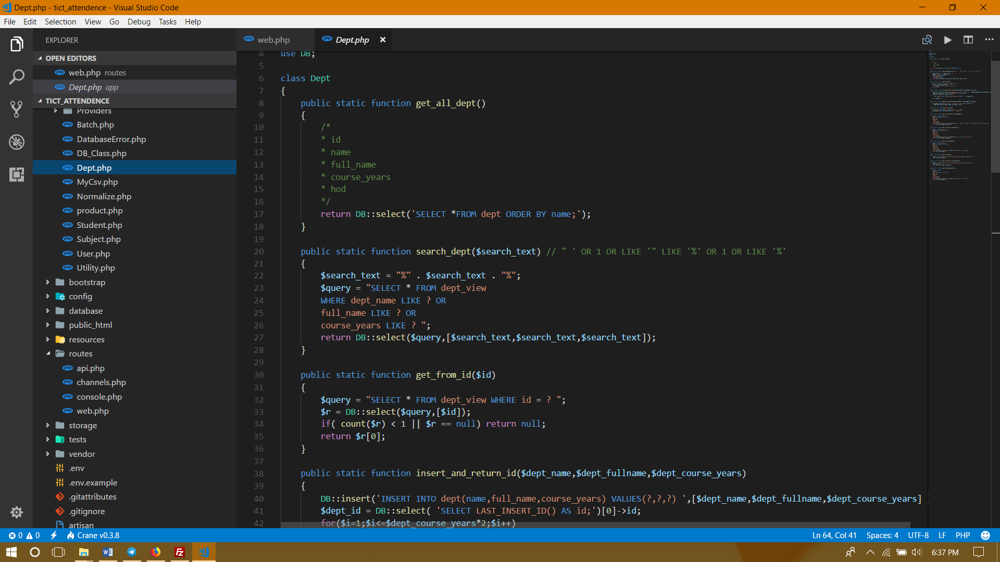 Dept.php - tict_attendence - Visual Studio Code
File Edit Selection View Go Debug Tasks Help
EXPLORER
OPEN EDITORS
web.php routes
Dept.php app
TICT_ATTENDENCE
Providers
Batch.php
DatabaseError.php
DB_Class.php
Dept.php
MyCsv.php
Normalize.php
product.php
Student.php
Subject.php
User.php
Utility.php
bootstrap
config
database
public_html
resources
routes
api.php
channels.php
console.php
web.php
storage
tests
vendor
.env
.env.example
.gitattributes
.gitignore
artisan
web.php Dept.php
4 use DB;
5
6 class Dept
7 {
8 public static function get_all_dept()
9 {
10 /*
11 * id
12 * name
13 * full_name
14 * course_years
15 * hod
16 */
17 return DB::select('SELECT *FROM dept ORDER BY name;');
18 }
19
20 public static function search_dept($search_text) // " ' OR 1 OR LIKE '" LIKE '%' OR 1 OR LIKE '%'
21 {
22 $search_text = "%" . $search_text . "%";
23 $query = "SELECT * FROM dept_view
24 WHERE dept_name LIKE ? OR
25 full_name LIKE ? OR
26 course_years LIKE ? ";
27 return DB::select($query,[$search_text,$search_text,$search_text]);
28 }
29
30 public static function get_from_id($id)
31 {
32 $query = "SELECT * FROM dept_view WHERE id = ? ";
33 $r = DB::select($query,[$id]);
34 if( count($r) < 1 || $r == null) return null;
35 return $r[0];
36 }
37
38 public static function insert_and_return_id($dept_name,$dept_fullname,$dept_course_years)
39 {
40 DB::insert('INSERT INTO dept(name,full_name,course_years) VALUES(?,?,?) ',[$dept_name,$dept_fullname,$dept_course_years]
41 $dept_id = DB::select( 'SELECT LAST_INSERT_ID() AS id;')[0]->id;
42 for($i=1;$i<=$dept_course_years*2;$i++)
0 0 Crane v0.3.8 Ln 64, Col 41 Spaces: 4 UTF-8 LF PHP
6:37 PM